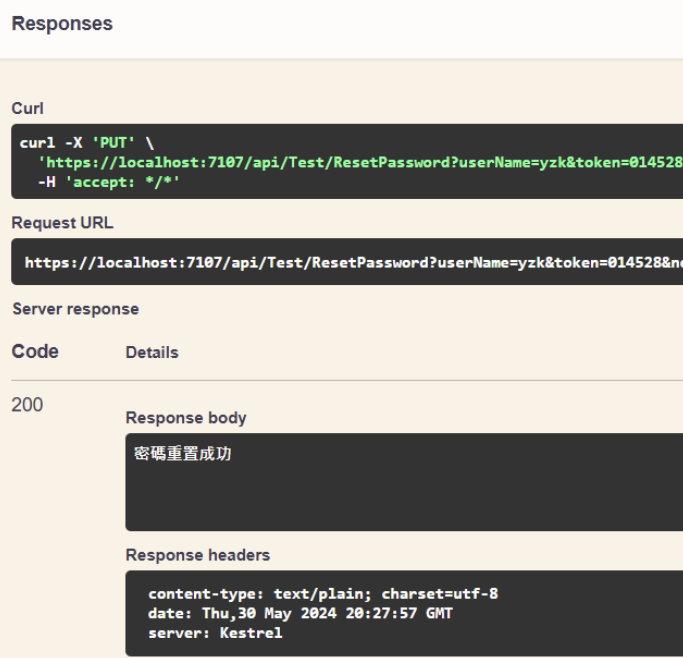 Responses
Curl
curl -X 'PUT' \
'https://localhost:7107/api/Test/ResetPassword?userName=yzk&token=014528
-H 'accept: */*'
Request URL
https://localhost:7107/api/Test/ResetPassword?userName=yzk&token=014528&n
Server response
Code Details
200
Response body
密碼重置成功
Response headers
content-type: text/plain; charset=utf-8
date: Thu,30 May 2024 20:27:57 GMT
server: Kestrel